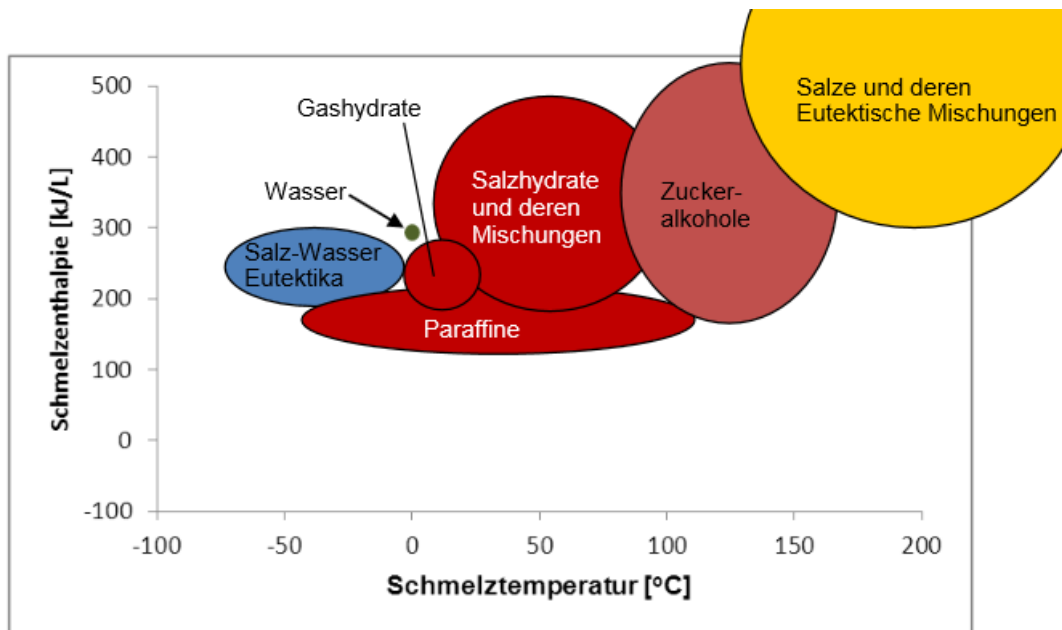 500
400
300
200
100
0
-100
-100
-50
0
50
100
150
200
Schmelzenthalpie [kJ/L]
Schmelztemperatur [°C]
Gashydrate
Wasser
Salz-Wasser
Eutektika
Paraffine
Salzhydrate
und deren
Mischungen
Zucker-
alkohole
Salze und deren
Eutektische Mischungen